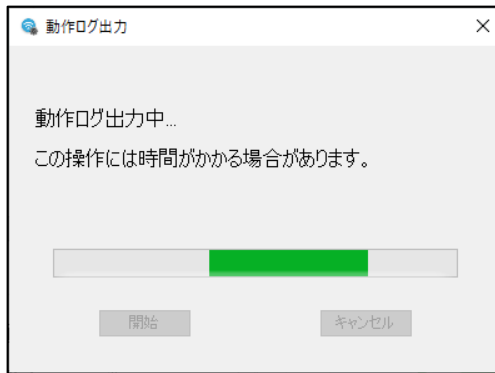 動作ログ出力
動作ログ出力中...
この操作には時間がかかる場合があります。
開始
キャンセル